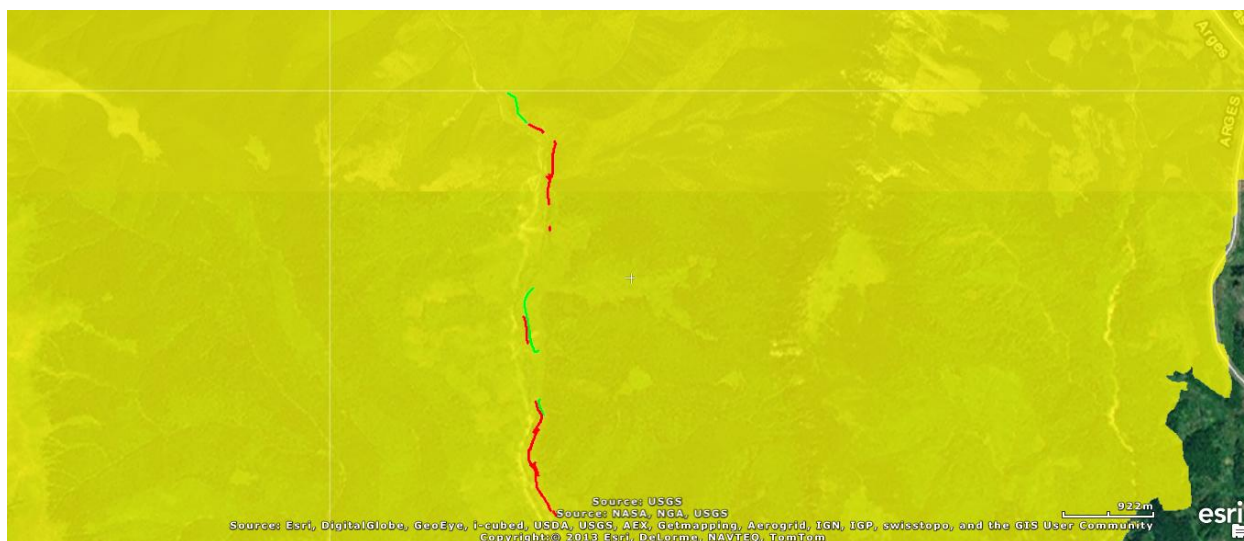 Arges
ARGES
922m
Source: USGS
Source: NASA, NGA, USGS
Source: Esri, DigitalGlobe, GeoEye, i-cubed, USDA, USGS, AEX, Getmapping, Aerogrid, IGN, IGP, swisstopo, and the GIS User Community
Copyright:© 2013 Esri, DeLorme, NAVTEQ, TomTom
esri